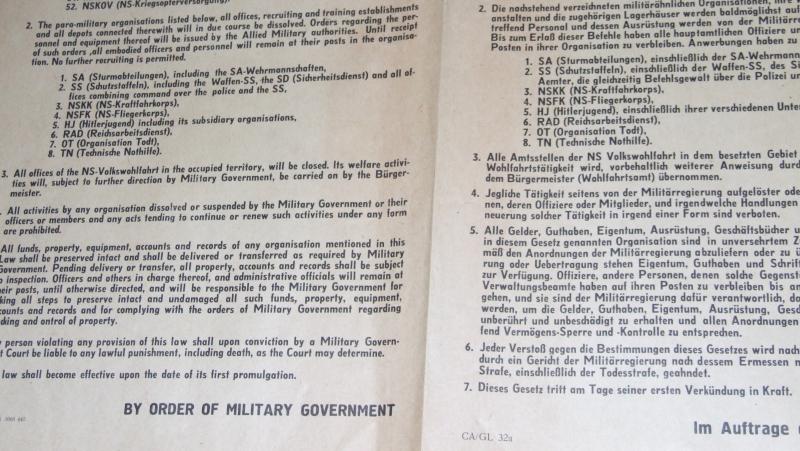 52. NSKOV (NS-Kriegsopferversorgung).
2. The para-military organisations listed below, all offices, recruiting and training establishments
and all depots connected therewith will in due course be dissolved. Orders regarding the per-
sonnel and equipment thereof will be issued by the Allied Military authorities. Until receipt
of such orders ,all embodied officers and personnel will remain at their posts in the organisa-
tion. No further recruiting is permitted.
1. SA (Sturmabteilungen), including the SA-Wehrmannschaften,
2. SS (Schutzstaffeln), including the Waffen-SS, the SD (Sicherheitsdienst) and all of-
fices combining command over the police and the SS,
3. NSKK (NS-Kraftfahrkorps),
4. NSFK (NS-Fliegerkorps),
5. HJ (Hitlerjugend) including its subsidiary organisations,
6. RAD (Reichsarbeitsdienst),
7. OT (Organisation Todt),
8. TN (Technische Nothilfe).
3. All offices of the NS-Volkswohlfahrt in the occupied territory, will be closed. Its welfare activi-
ties will, subject to further direction by Military Government, be carried on by the Bürger-
meister.
All activities by any organisation dissolved or suspended by the Military Government or their
officers or members and any acts tending to continue or renew such activities under any form
are prohibited.
All funds, property, equipment, accounts and records of any organisation mentioned in this
Law shall be preserved intact and shall be delivered or transferred as required by Military
Government. Pending delivery or transfer, all property, accounts and records shall be subject
to inspection. Officers and others in charge thereof, and administrative officials will remain at
their posts, until otherwise directed, and will be responsible to the Military Government for
king all steps to preserve intact and undamaged all such funds, property, equipment,
counts and records and for complying with the orders of Military Government regarding
king and ontrol of property.
person violating any provision of this law shall upon conviction by a Military Govern-
t Court be liable to any lawful punishment, including death, as the Court may determine.
law shall become effective upon the date of its first promulgation.
BY ORDER OF MILITARY GOVERNMENT
2. Die nachstehend verzeichneten militärähnlichen Organisationen,
anstalten und die zugehörigen Lagerhäuser werden baldmöglichst auf
treffend Personal und dessen Ausrüstung werden von der Militärre
Bis zum Erlaß dieser Befehle haben alle hauptamtlichen Offiziere un
Posten in ihrer Organisation zu verbleiben. Anwerbungen haben zu
1. SA (Sturmabteilungen), einschließlich der SA-Wehrman
2. SS (Schutzstaffeln), einschließlich der Waffen-SS, des Si
Aemter, die gleichzeitig Befehlsgewalt über die Polizei un
3. NSKK (NS-Kraftfahrkorps),
4. NSFK (NS-Fliegerkorps),
5. HJ (Hitlerjugend), einschließlich ihrer verschiedenen Unter
6. RAD (Reichsarbeitsdienst),
7. OT (Organisation Todt),
8. TN (Technische Nothilfe).
3. Alle Amtsstellen der NS Volkswohlfahrt in dem besetzten Gebiet
Wohlfahrtstätigkeit wird, vorbehaltlich weiterer Anweisung durc
dem Bürgermeister (Wohlfahrtsamt) übernommen.
4. Jegliche Tätigkeit seitens von der Militärregierung aufgelöster ode
nen, deren Offiziere oder Mitglieder, und irgendwelche Handlungen
neuerung solcher Tätigkeit in irgend einer Form sind verboten.
5. Alle Gelder, Guthaben, Eigentum, Ausrüstung, Geschäftsbücher u
in diesem Gesetz genannten Organisation sind in unversehrtem Z
mäß den Anordnungen der Militärregierung abzuliefern oder zu ü
rung oder Uebertragung stehen Eigentum, Guthaben und Schrift
zur Verfügung. Offiziere, andere Personen, denen solche Gegenst
Verwaltungsbeamte haben auf ihren Posten zu verbleiben bis an
gehen, und sie sind der Militärregierung dafür verantwortlich, da
werden, um die Gelder, Guthaben, Eigentum, Ausrüstung, Gesc
unberührt und unbeschädigt zu erhalten und allen Anordnungen
fend Vermögens-Sperre und -Kontrolle zu entsprechen.
6. Jeder Verstoß gegen die Bestimmungen dieses Gesetzes wird nach
durch ein Gericht der Militärregierung nach dessen Ermessen n
Strafe, einschließlich der Todesstrafe, geahndet.
7. Dieses Gesetz tritt am Tage seiner ersten Verkündung in Kraft.
Im Auftrage
CA/GL 32a